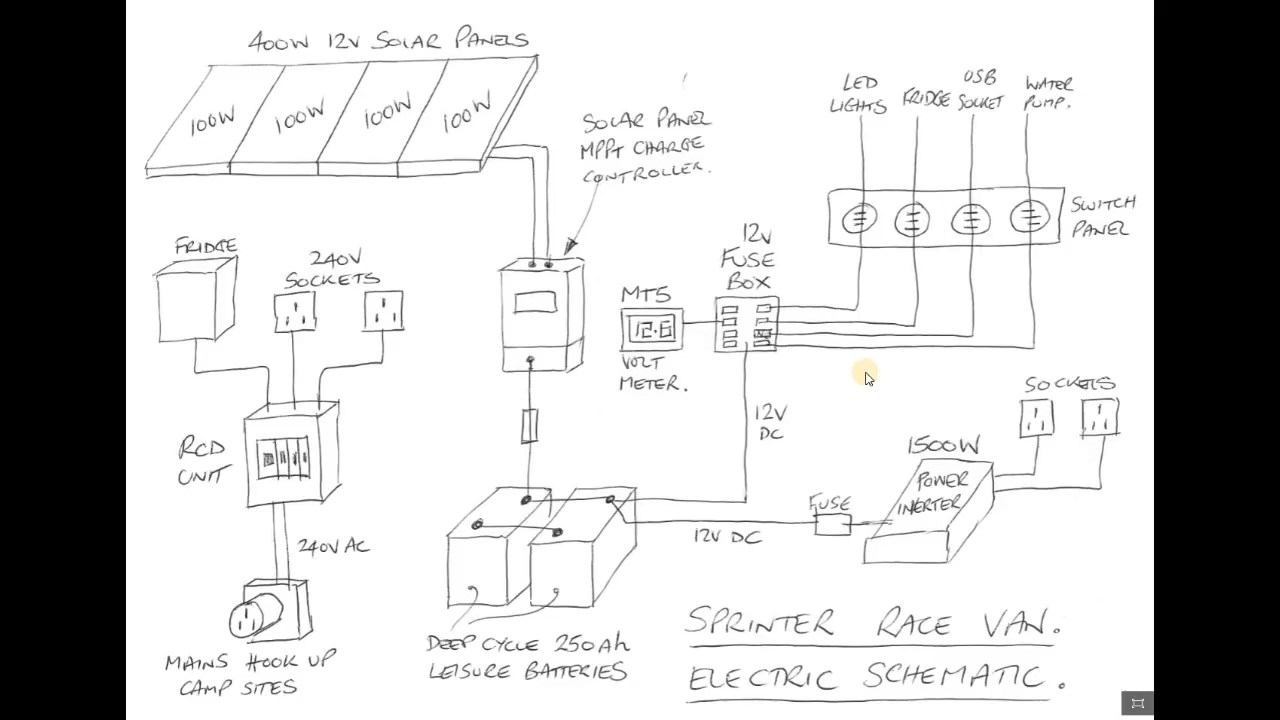 400W 12V SOLAR PANELS
100W
100W
100W
100W
SOLAR PANEL
MPPT CHARGE
CONTROLLER.
LED
LIGHTS
FRIDGE
USB
SOCKET
WATER
PUMP.
SWITCH
PANEL
FRIDGE
240V
SOCKETS
12V
FUSE
BOX
MT5
12.6
VOLT
METER.
RCD
UNIT
12V
DC
SOCKETS
1500W
POWER
INERTER
FUSE
12V DC
240V AC
MAINS HOOK UP
CAMP SITES
DEEP CYCLE 250Ah
LEISURE BATTERIES
SPRINTER RACE VAN.
ELECTRIC SCHEMATIC.